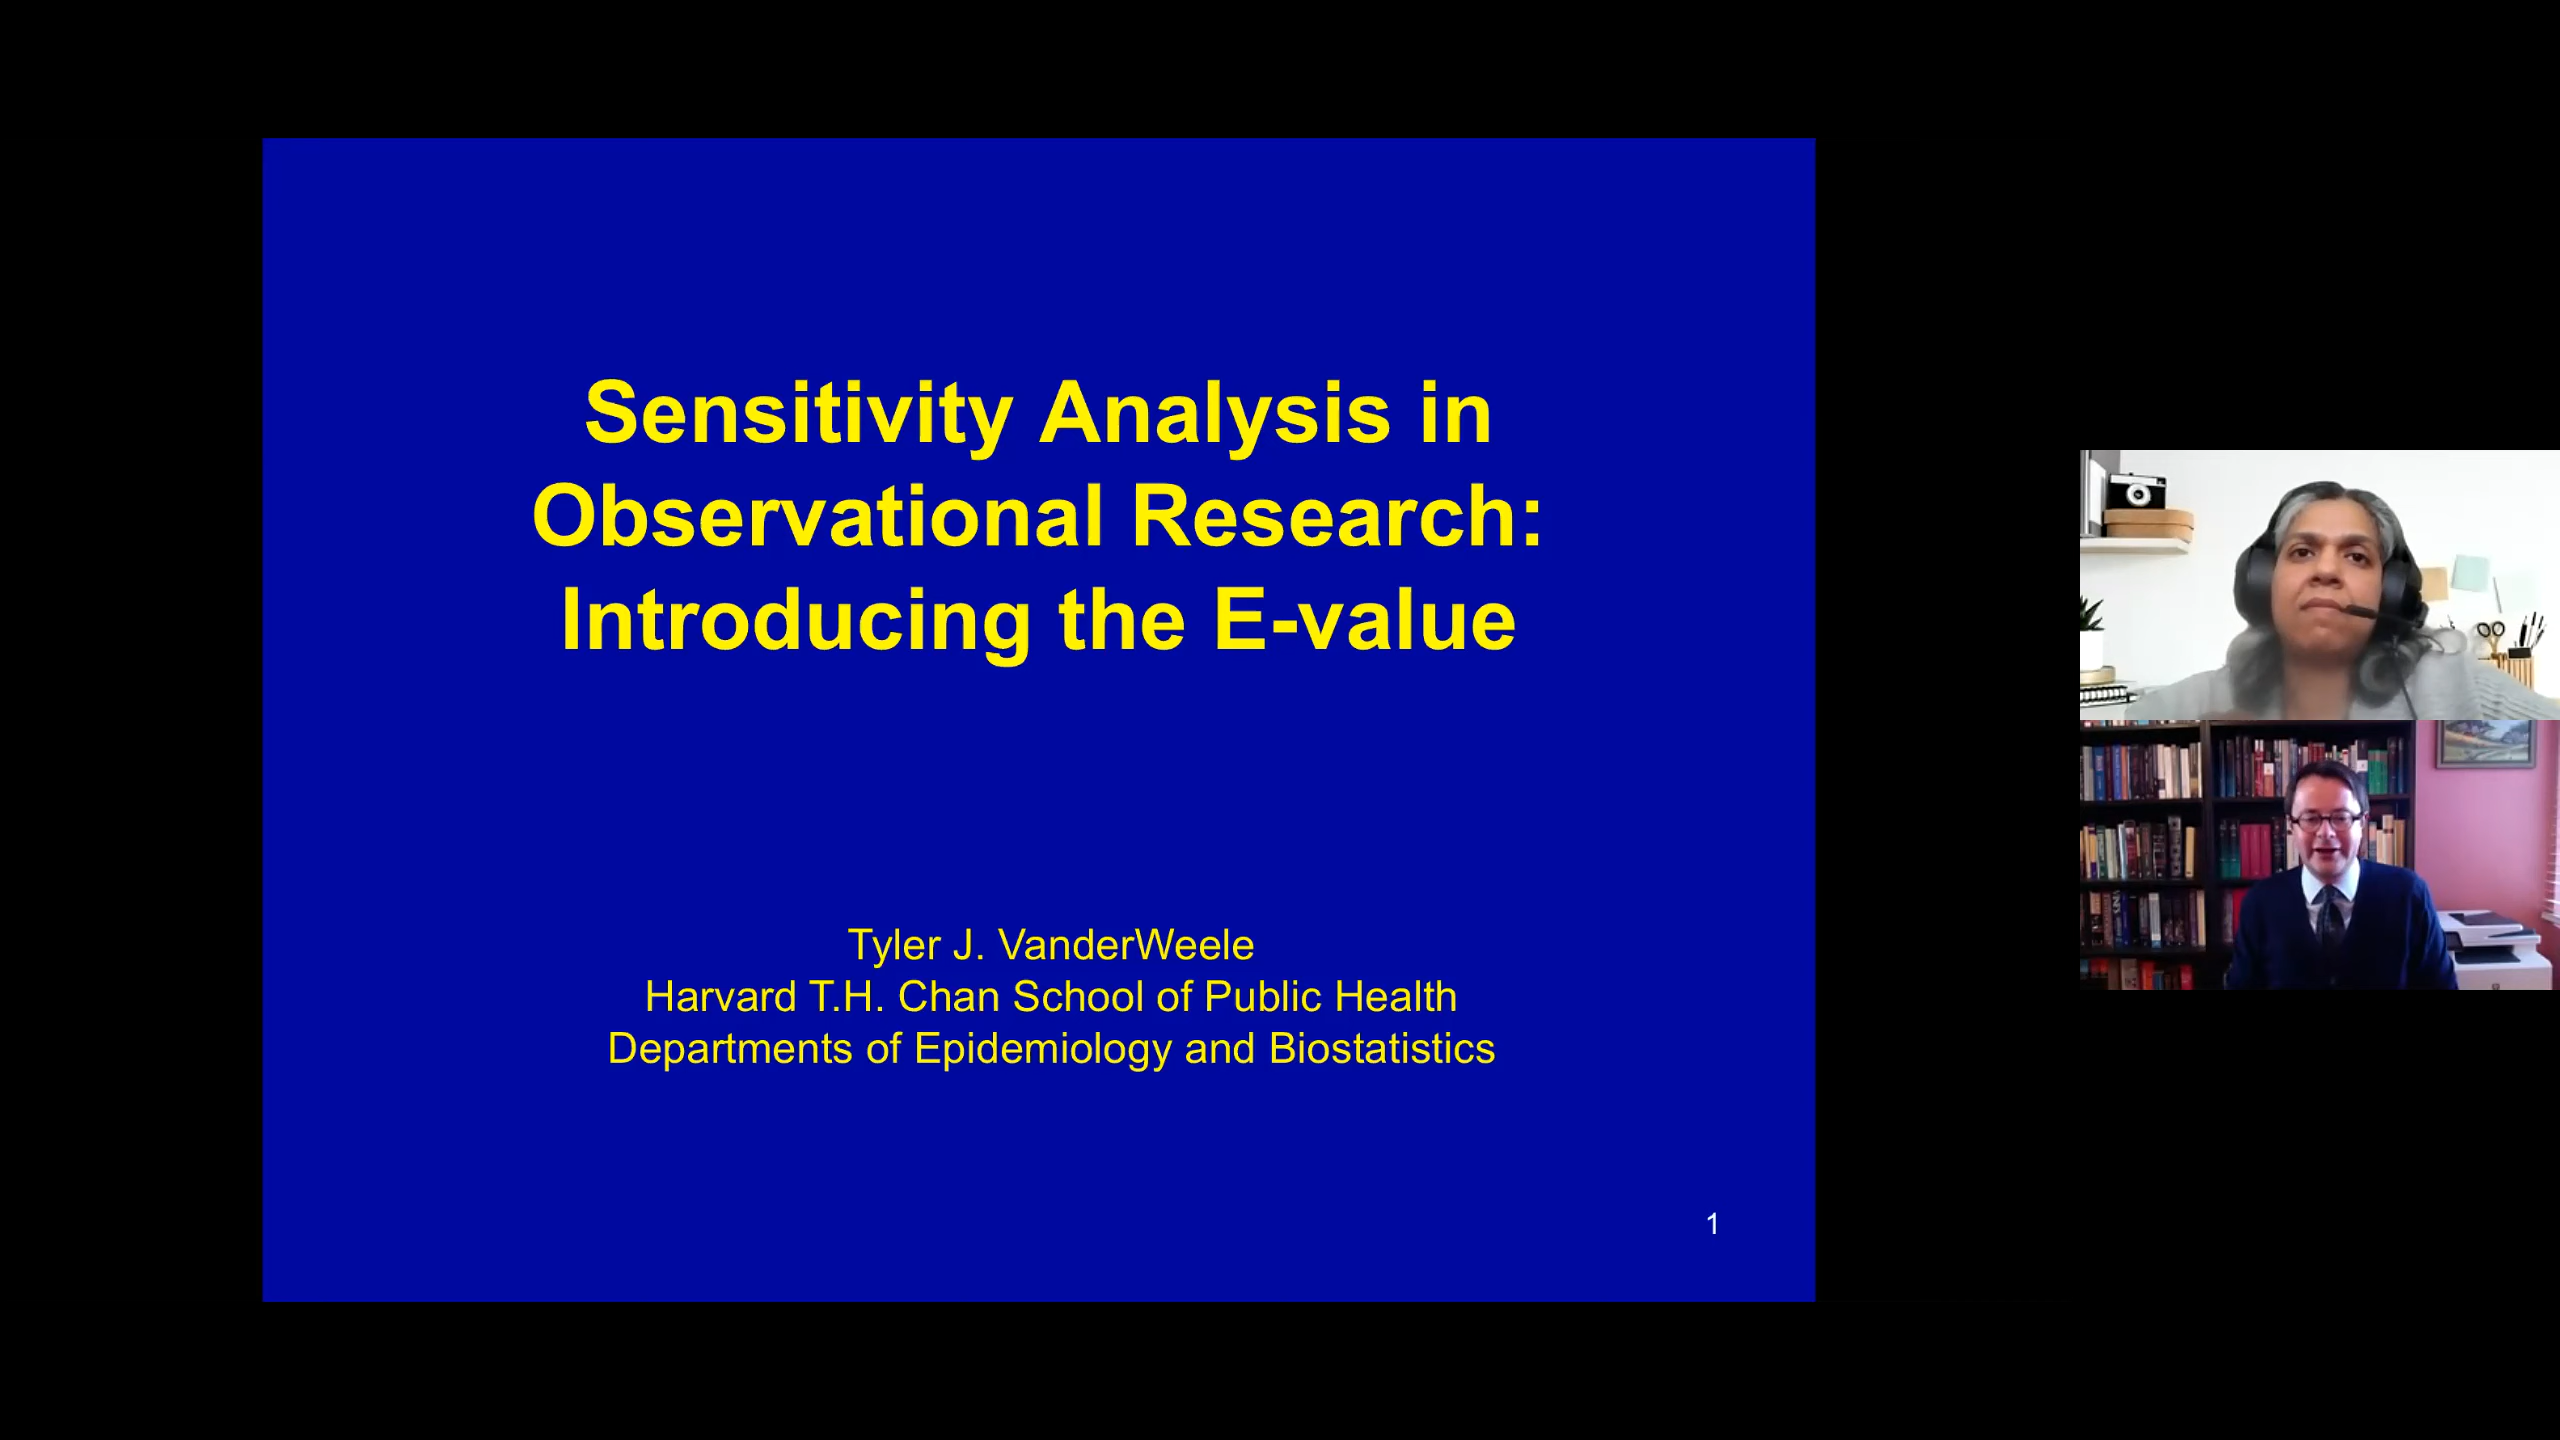 Sensitivity Analysis in
Observational Research:
Introducing the E-value
Tyler J. VanderWeele
Harvard T.H. Chan School of Public Health
Departments of Epidemiology and Biostatistics
1